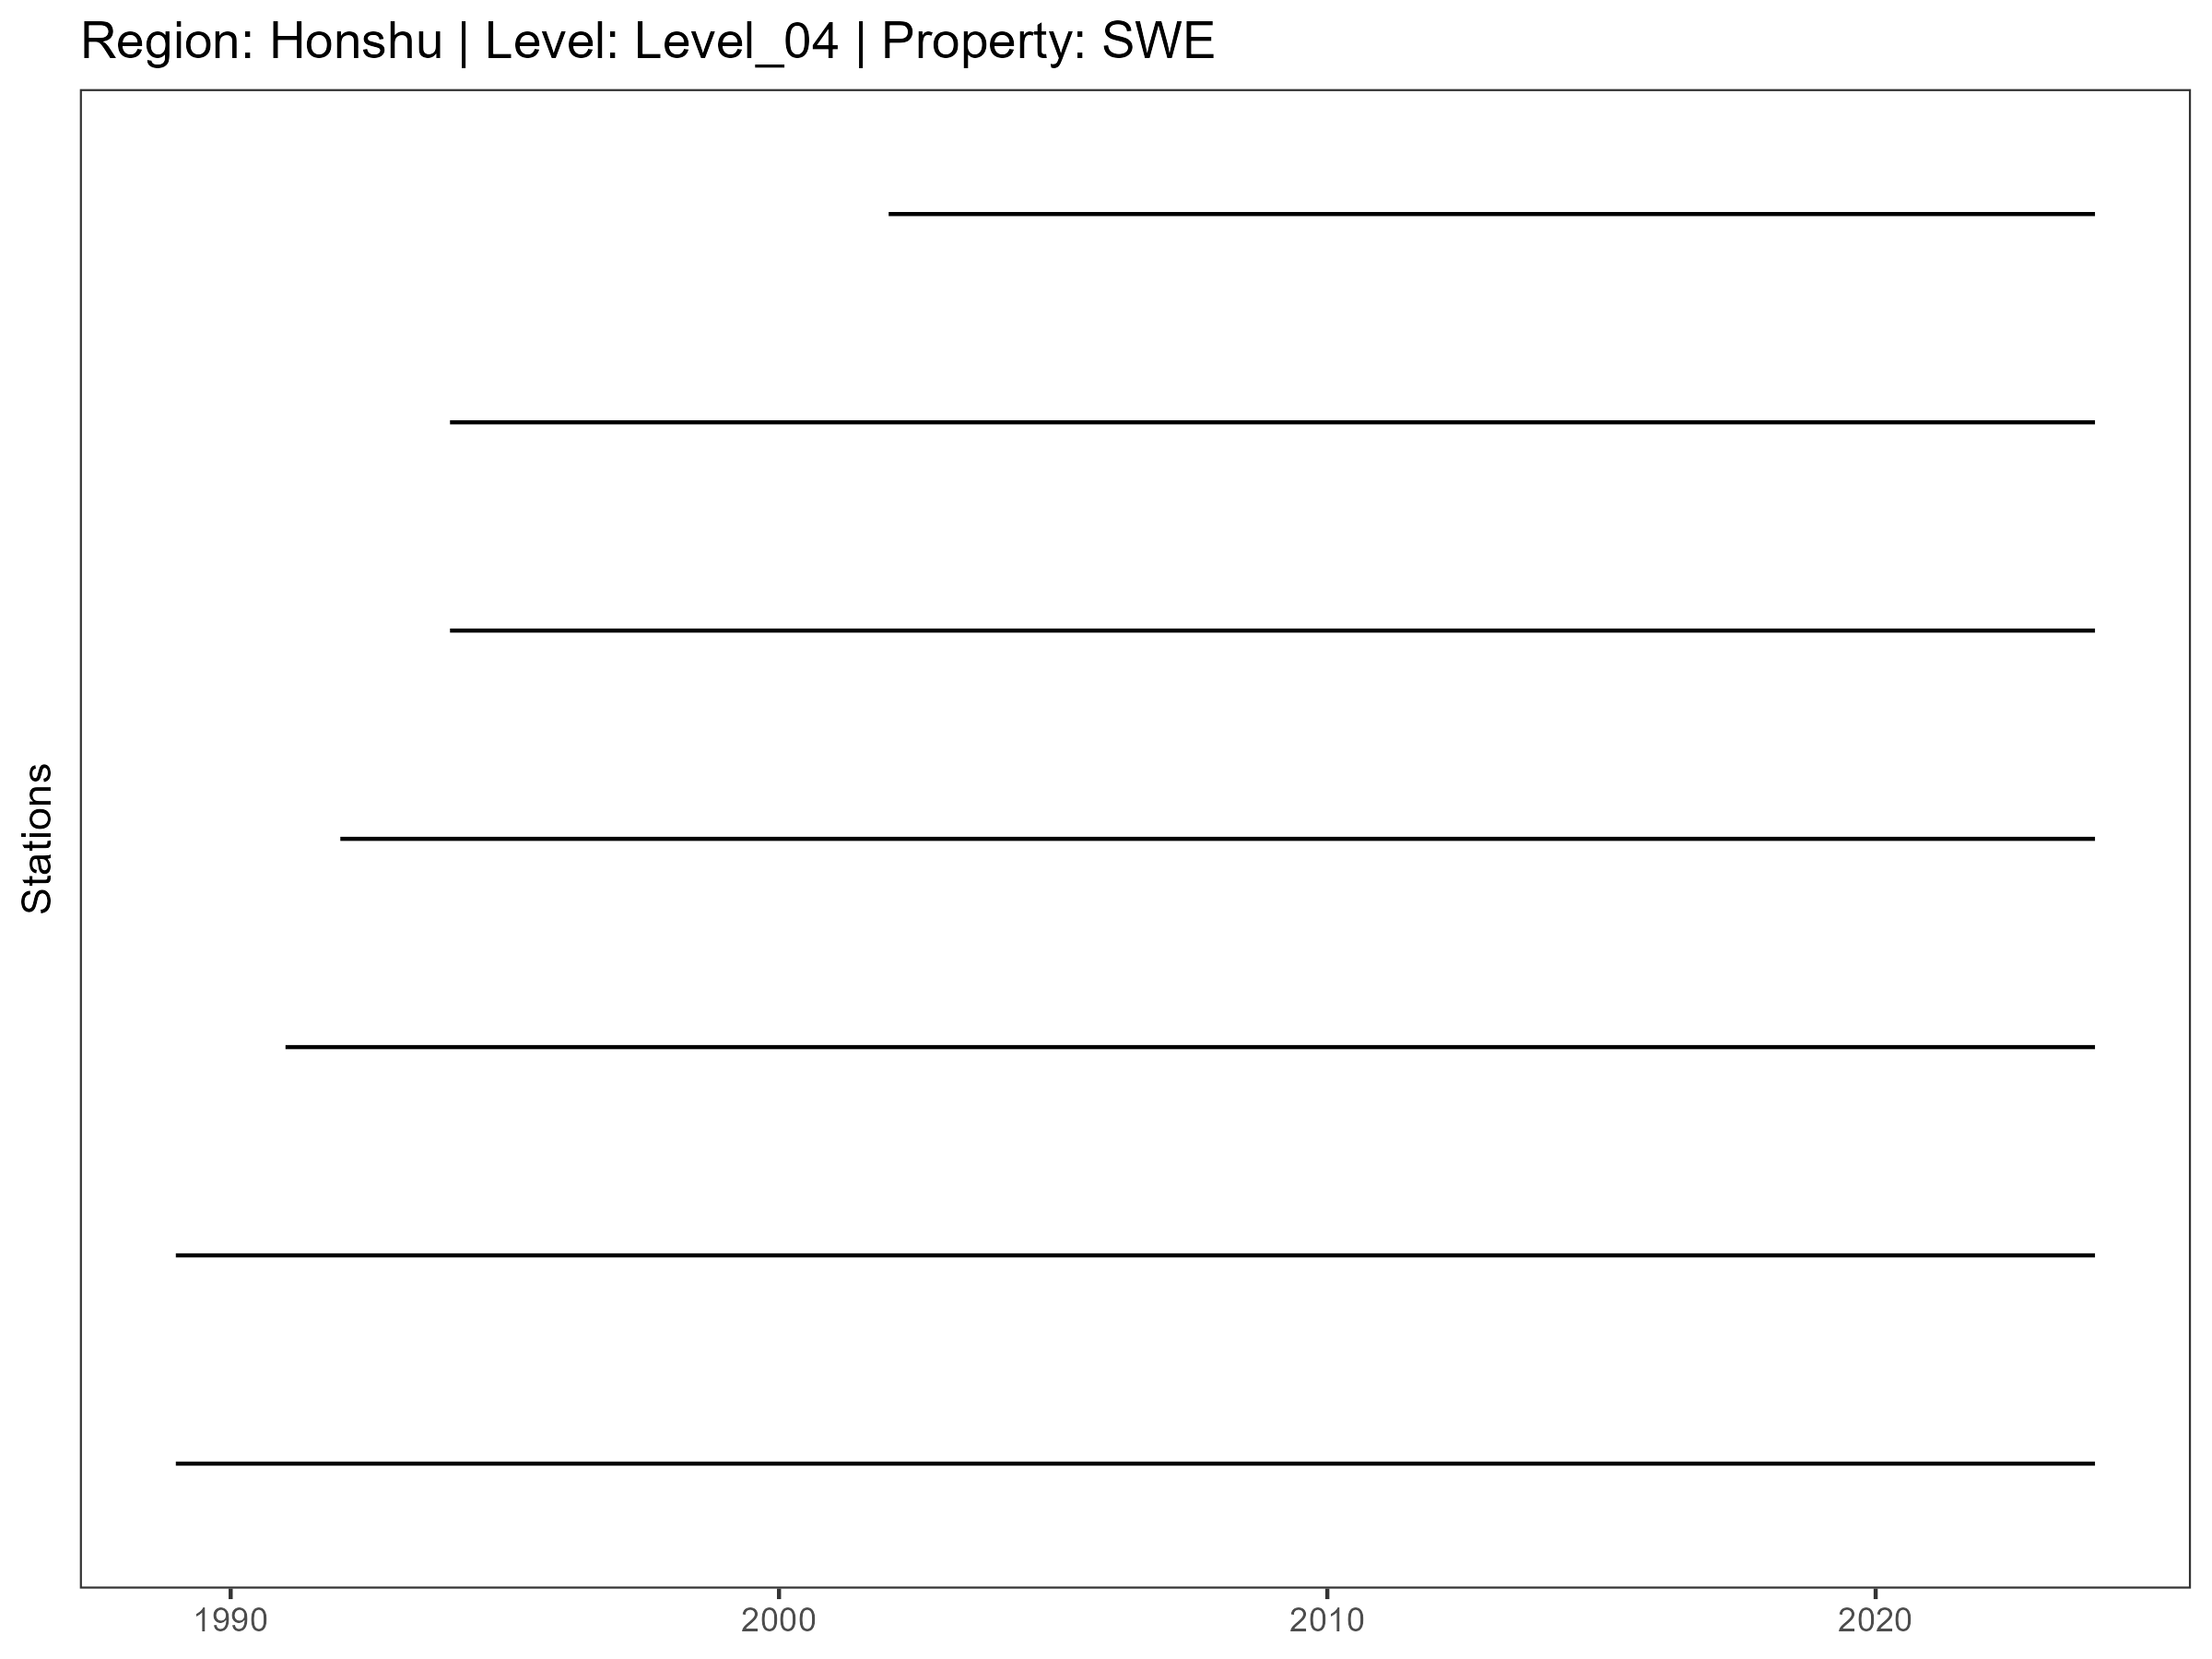 Region: Honshu | Level: Level_04 | Property: SWE
Stations
1990 2000 2010 2020